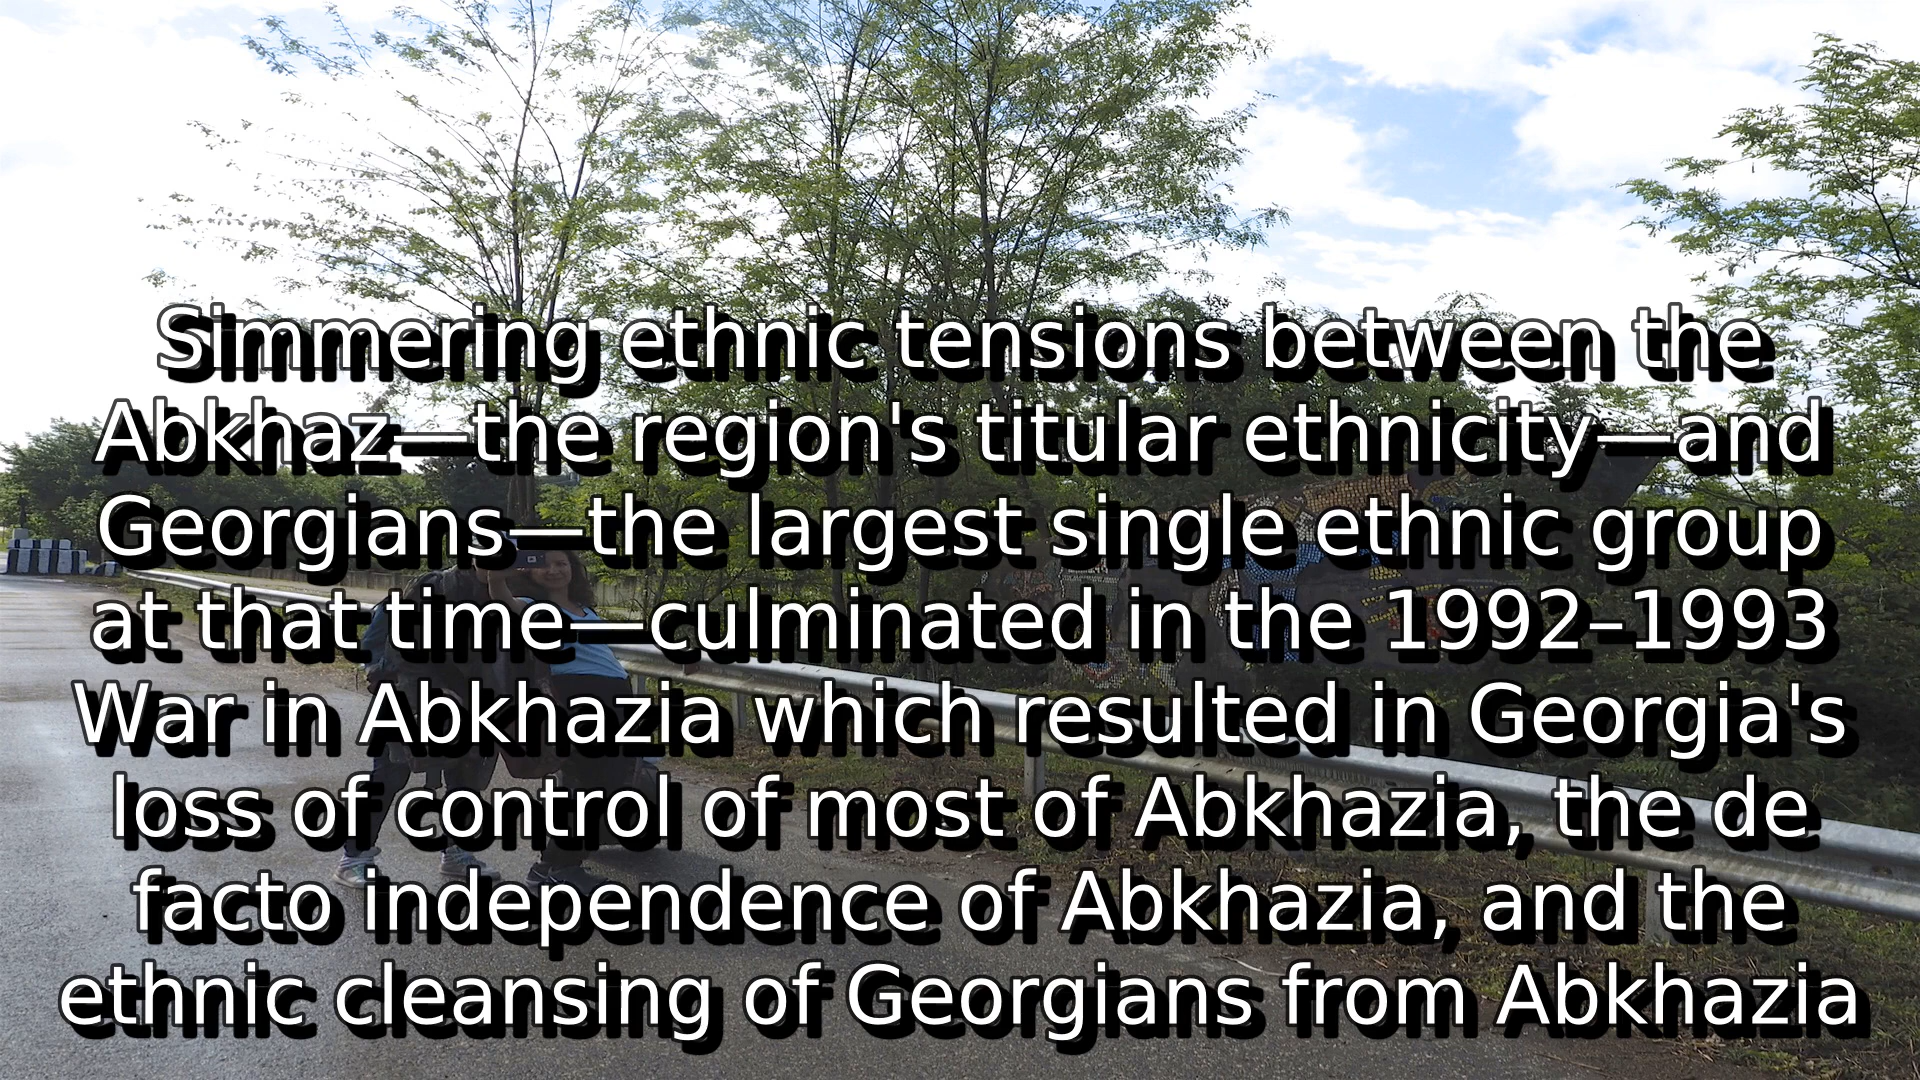 Simmering ethnic tensions between the
Abkhaz—the region's titular ethnicity—and
Georgians—the largest single ethnic group
at that time—culminated in the 1992–1993
War in Abkhazia which resulted in Georgia's
loss of control of most of Abkhazia, the de
facto independence of Abkhazia, and the
ethnic cleansing of Georgians from Abkhazia